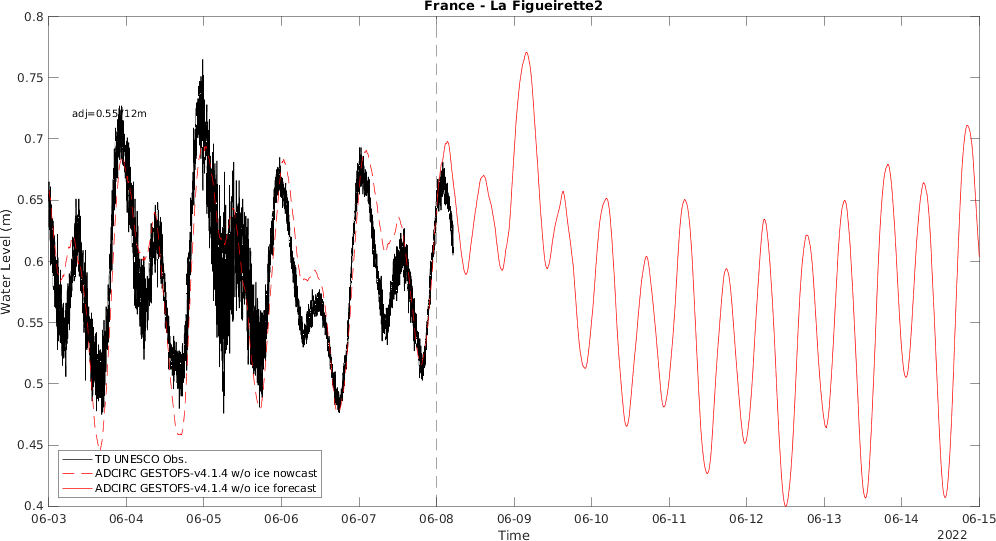 France - La Figueirette2
0.8
0.75
0.7
0.65
0.6
0.55
0.5
0.45
0.4
Water Level (m)
TD UNESCO Obs.
ADCIRC GESTOFS-v4.1.4 w/o ice nowcast
ADCIRC GESTOFS-v4.1.4 w/o ice forecast
06-03 06-04 06-05 06-06 06-07 06-08 06-09 06-10 06-11 06-12 06-13 06-14 06-15
Time
2022